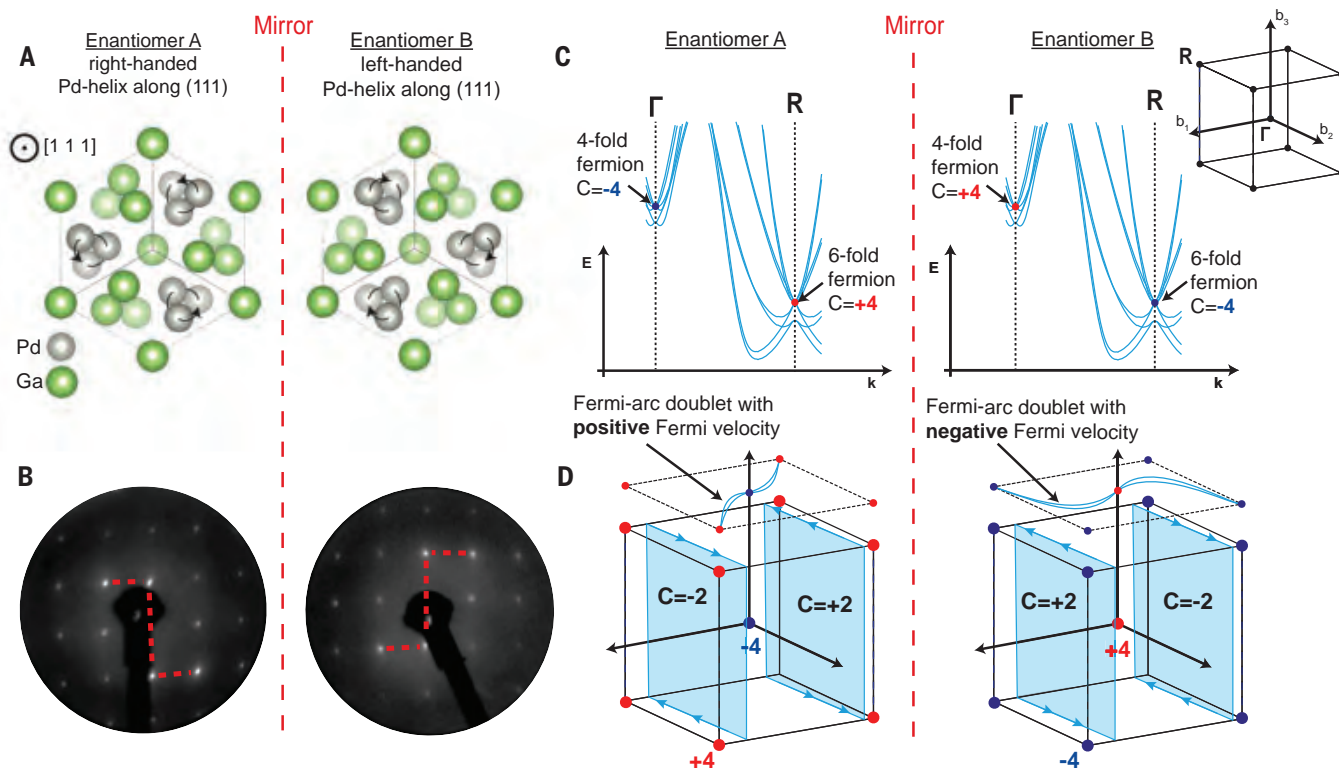 Mirror
Mirror
A
Enantiomer A
right-handed
Pd-helix along (111)
Enantiomer B
left-handed
Pd-helix along (111)
[1 1 1]
Pd
Ga
B
C
Enantiomer A
Γ
R
4-fold
fermion
C=-4
E
6-fold
fermion
C=+4
k
Enantiomer B
Γ
R
4-fold
fermion
C=+4
E
6-fold
fermion
C=-4
k
b3
R
b1
Γ
b2
D
Fermi-arc doublet with
positive Fermi velocity
C=-2
C=+2
-4
+4
Fermi-arc doublet with
negative Fermi velocity
C=+2
C=-2
+4
-4